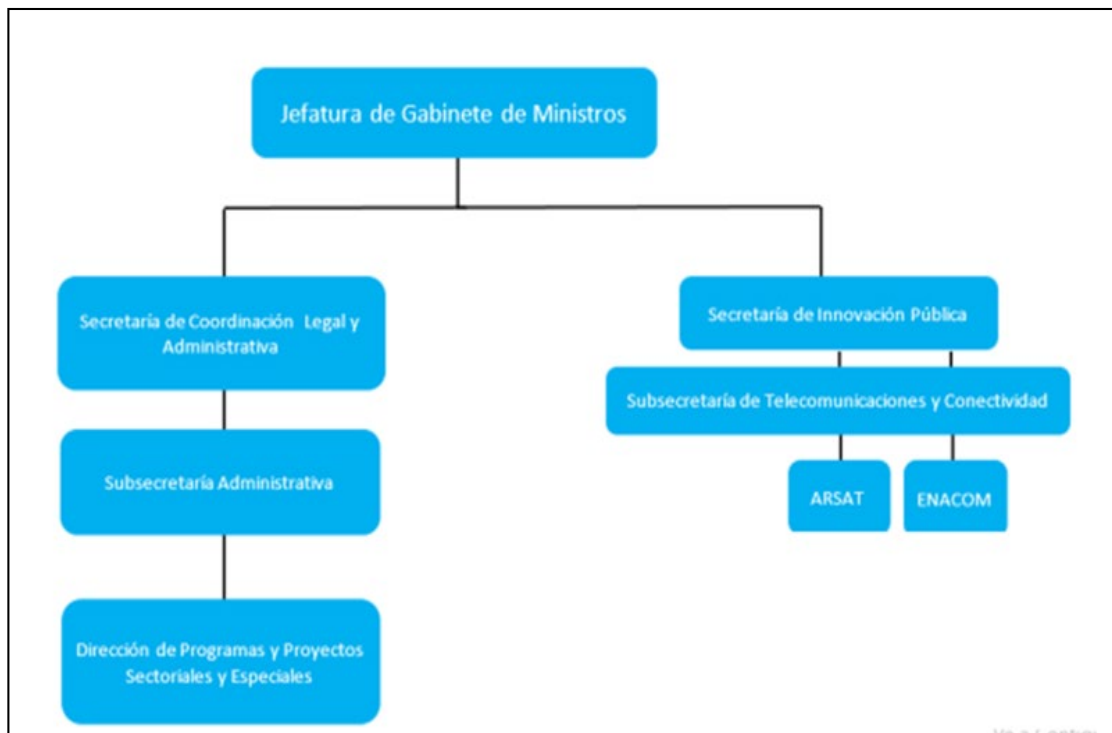 Jefatura de Gabinete de Ministros
Secretaría de Coordinación Legal y
Administrativa
Subsecretaría Administrativa
Dirección de Programas y Proyectos
Sectoriales y Especiales
Secretaría de Innovación Pública
Subsecretaría de Telecomunicaciones y Conectividad
ARSAT
ENACOM